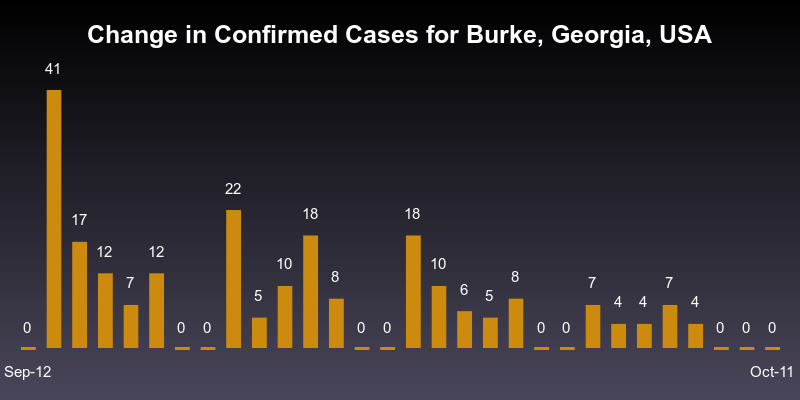 Change in Confirmed Cases for Burke, Georgia, USA
0 41 17 12 7 12 0 0 22 5 10 18 8 0 0 18 10 6 5 8 0 0 7 4 4 7 4 0 0 0
Sep-12 Oct-11